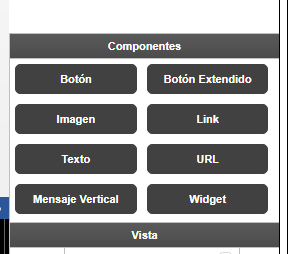 Componentes
Botón Botón Extendido
Imagen Link
Texto URL
Mensaje Vertical Widget
Vista